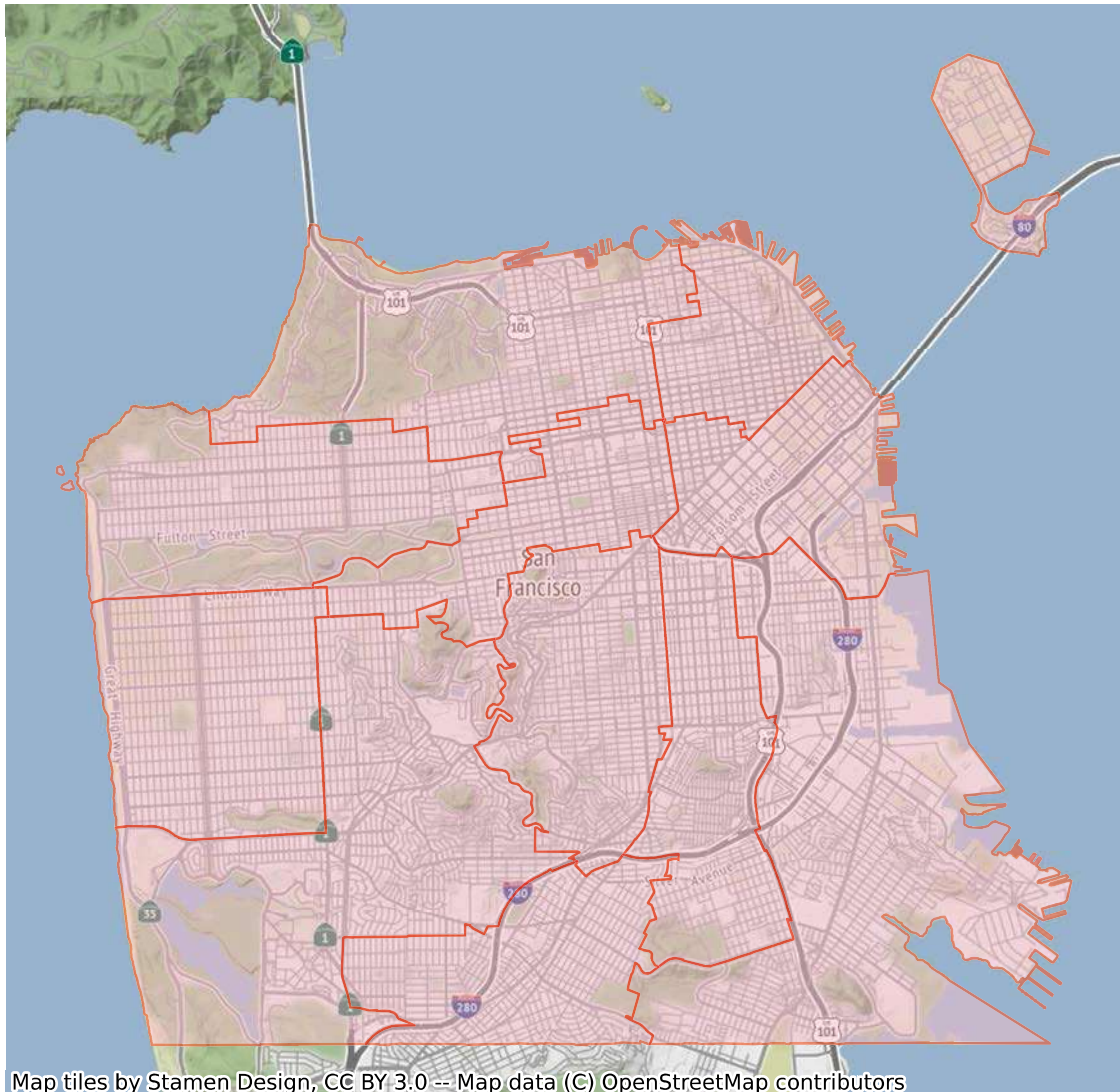 1
80
101
101
101
1
Fulton Street
Folsom Street
San
Francisco
Lincoln Way
280
Great Highway
101
Avenue
280
35
1
280
101
Map tiles by Stamen Design, CC BY 3.0 -- Map data (C) OpenStreetMap contributors